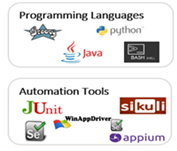 Programming Languages
python
Java
BASH
Automation Tools
JUnit
sikuli
WinAppDriver
Se
appium